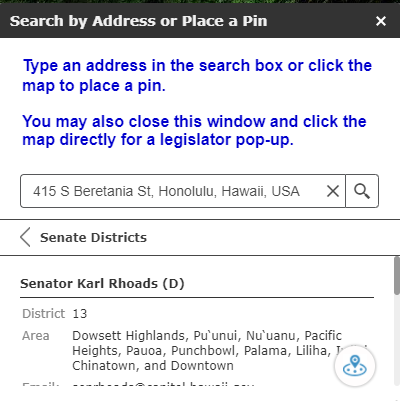 Search by Address or Place a Pin
Type an address in the search box or click the
map to place a pin.
You may also close this window and click the
map directly for a legislator pop-up.
415 S Beretania St, Honolulu, Hawaii, USA
Senate Districts
Senator Karl Rhoads (D)
District 13
Area Dowsett Highlands, Pu`unui, Nu`uanu, Pacific
Heights, Pauoa, Punchbowl, Palama, Liliha,
Chinatown, and Downtown
Email: senrhoads@capitol.hawaii.gov